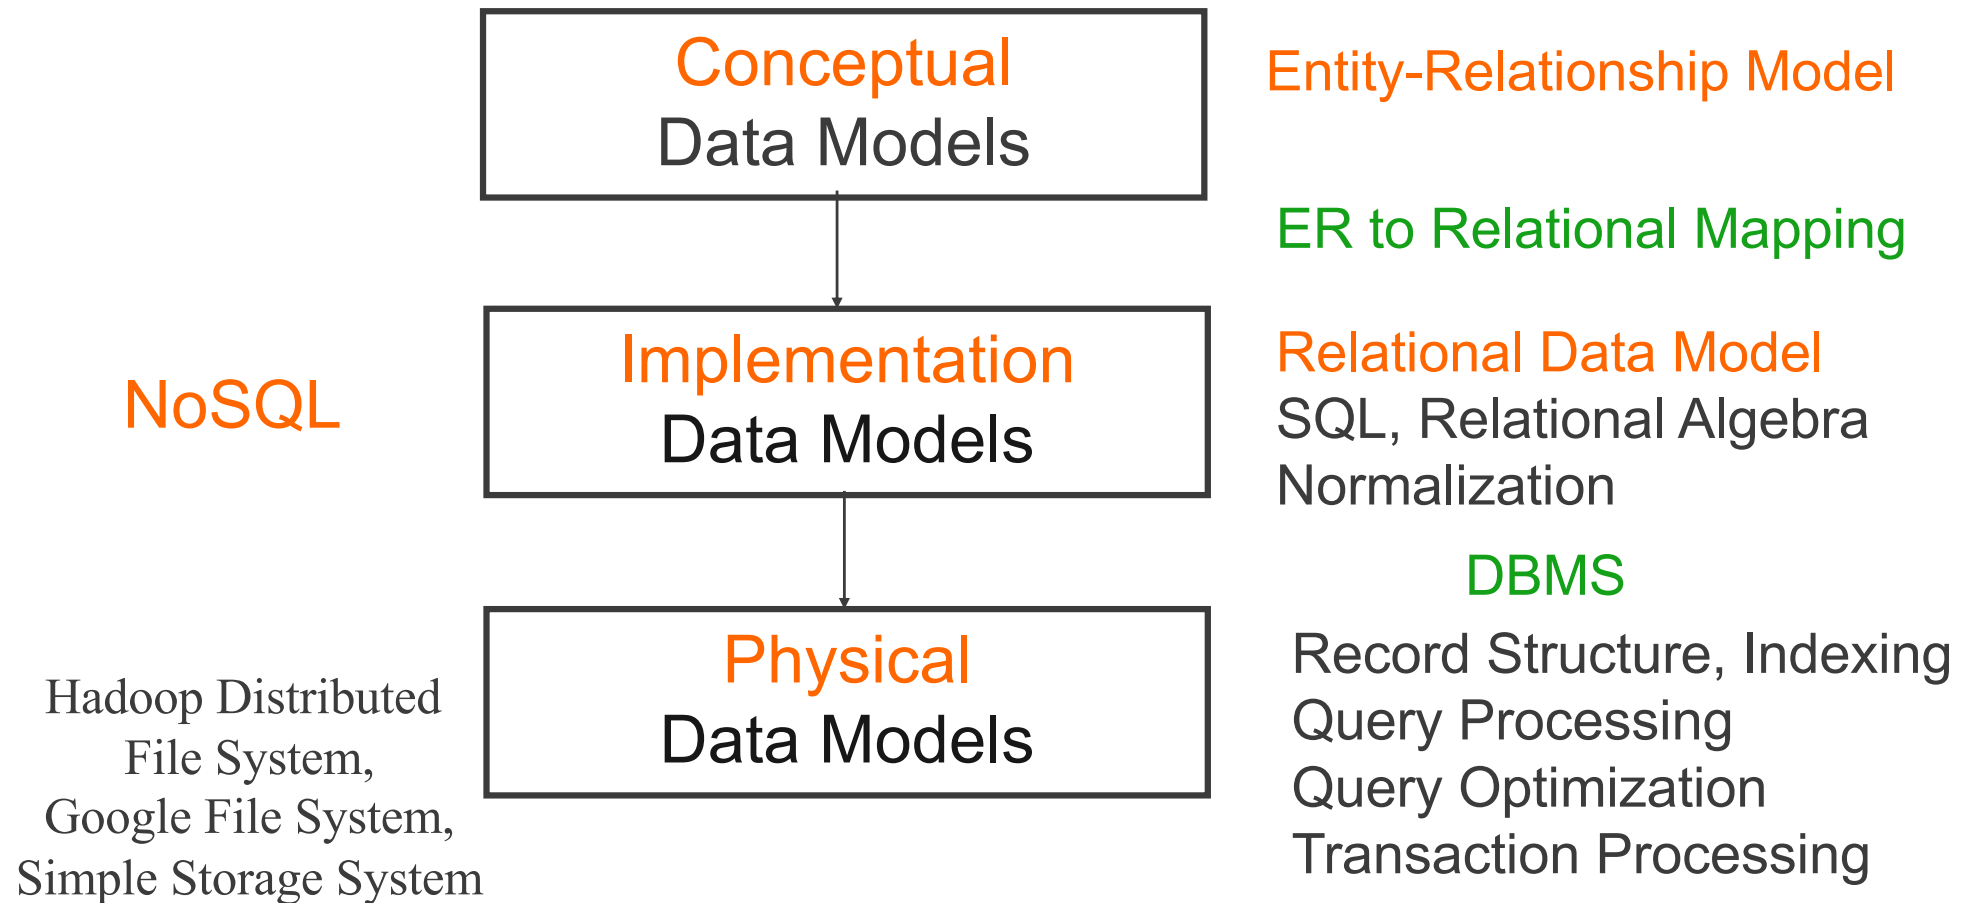 Conceptual
Data Models
Entity-Relationship Model
ER to Relational Mapping
NoSQL
Implementation
Data Models
Relational Data Model
SQL, Relational Algebra
Normalization
DBMS
Hadoop Distributed
File System,
Google File System,
Simple Storage System
Physical
Data Models
Record Structure, Indexing
Query Processing
Query Optimization
Transaction Processing